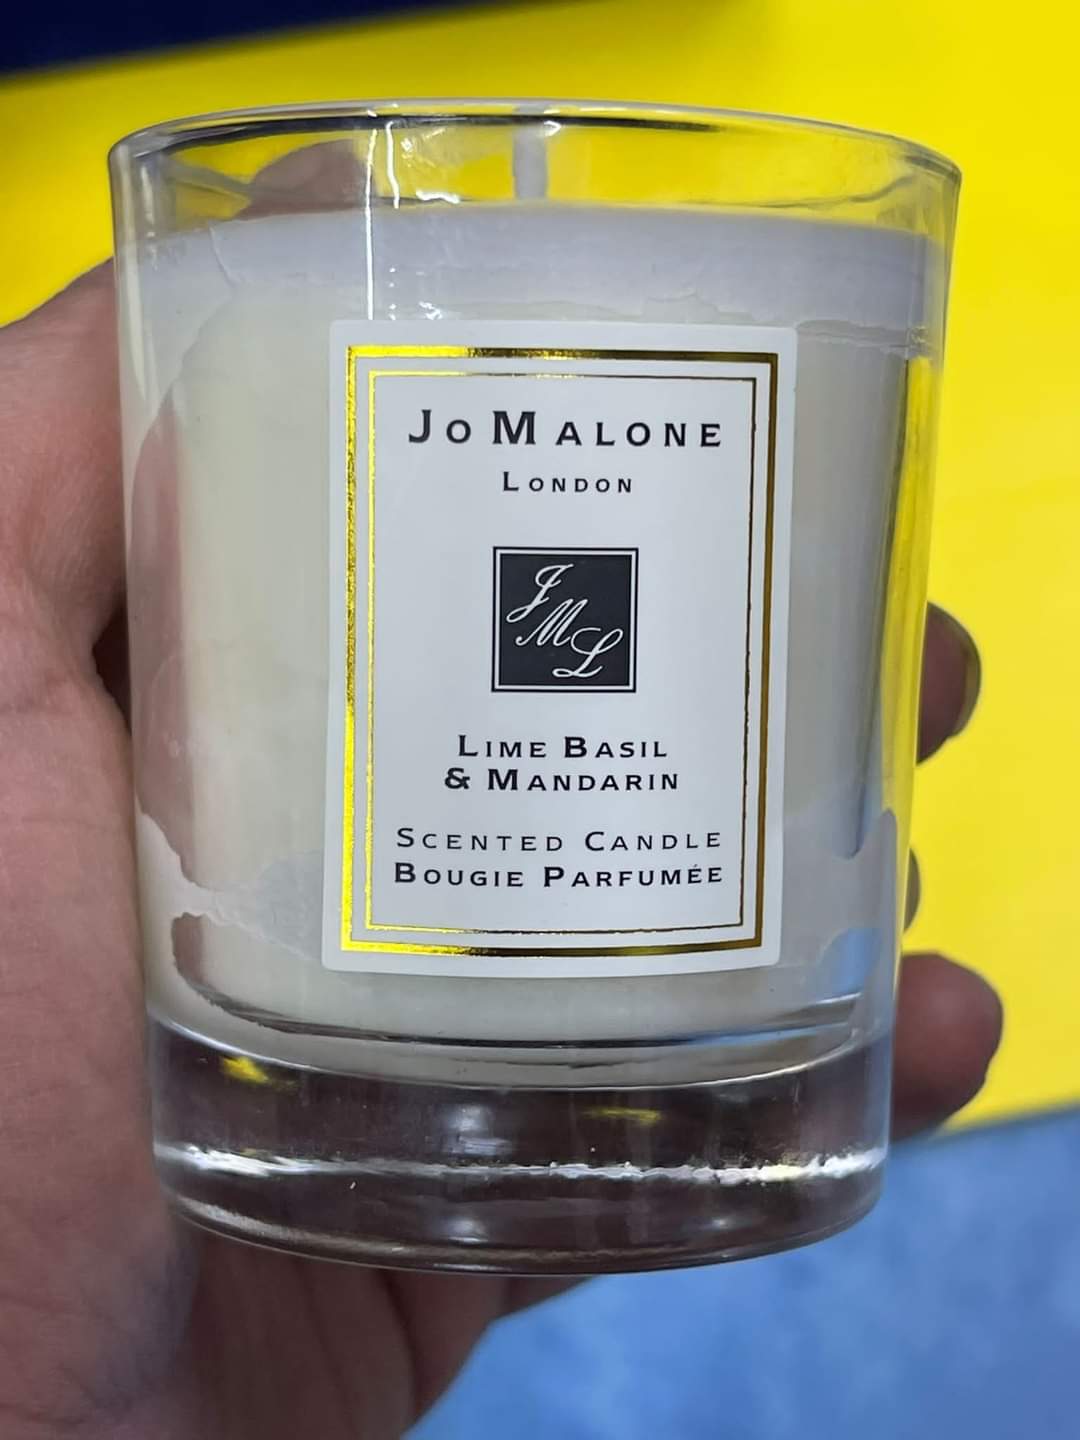 Jo Malone
London
JML
Lime Basil
& Mandarin
Scented Candle
Bougie Parfumée